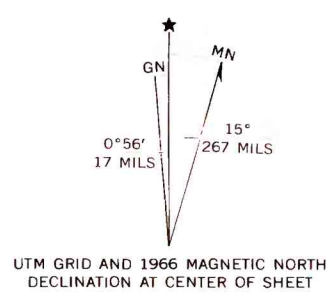 MN
GN
0°56'
17 MILS
15°
267 MILS
UTM GRID AND 1966 MAGNETIC NORTH
DECLINATION AT CENTER OF SHEET